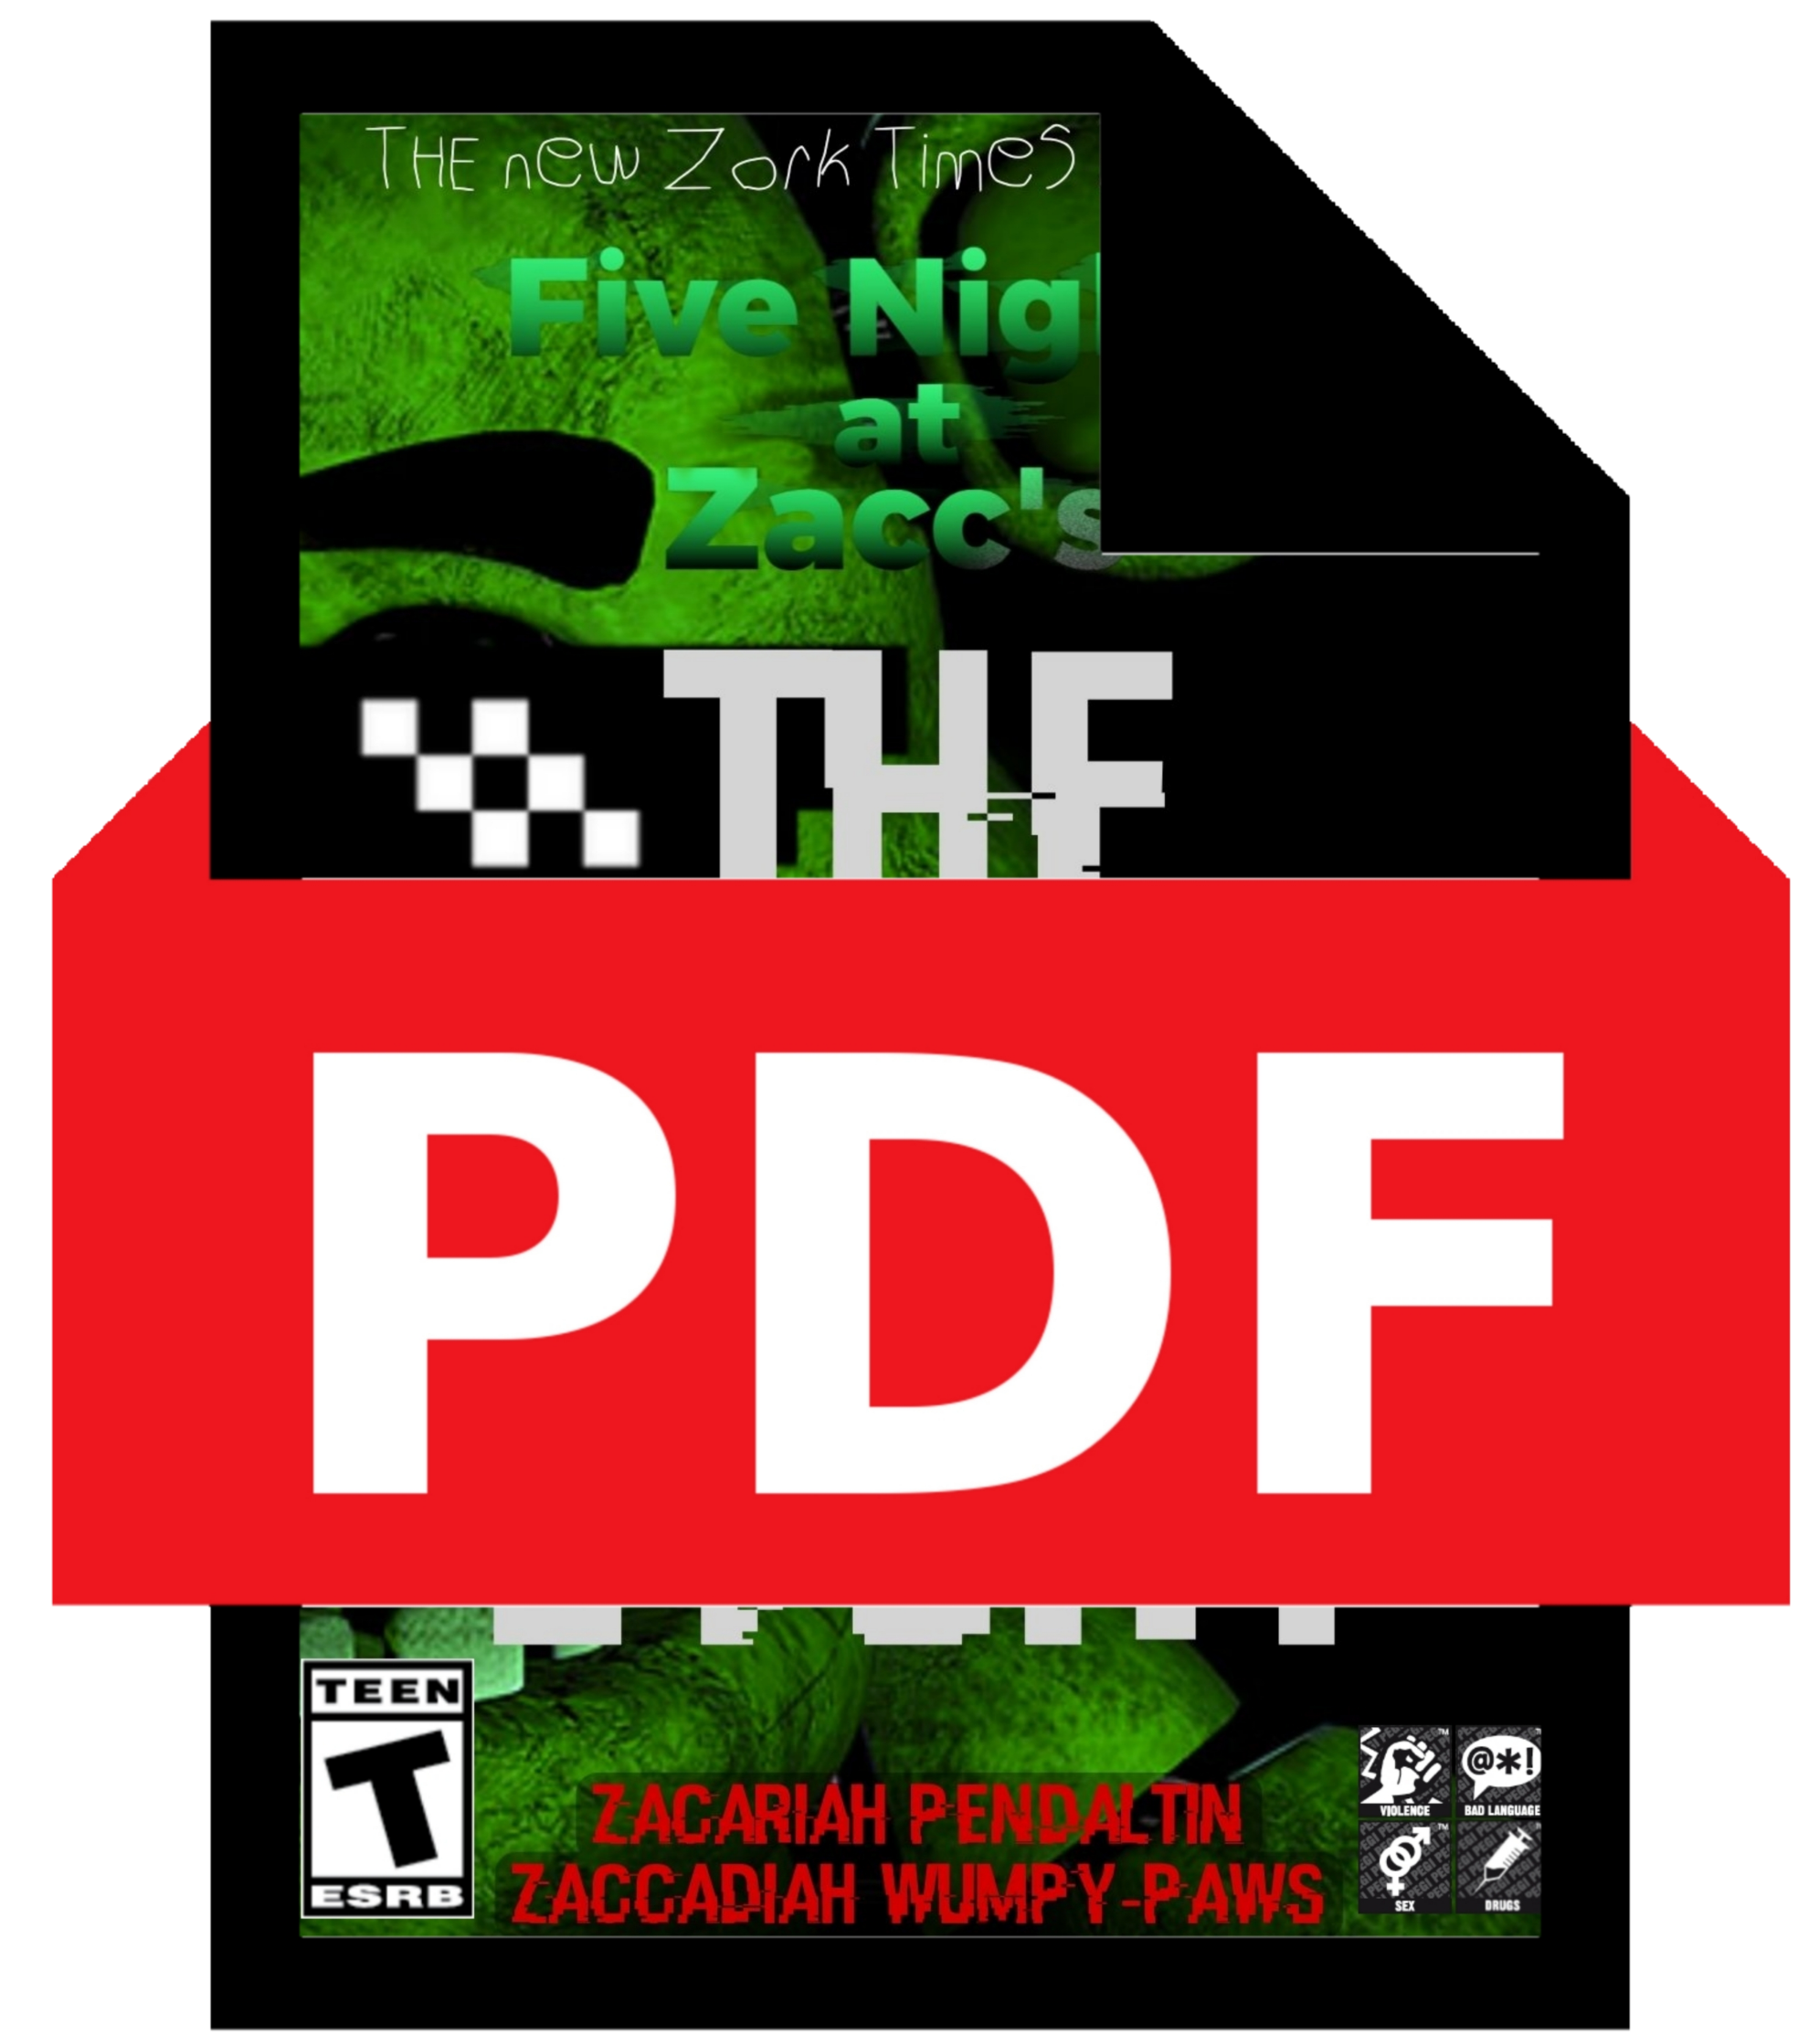 THE new Zork Times
Five Nig
at
Zacc's
THE
PDF
TEEN
T
ESRB
ZACARIAH PENDALTIN
ZACCADIAH WUMPY-PAWS
VIOLENCE
@*!
BAD LANGUAGE
SEX
DRUGS